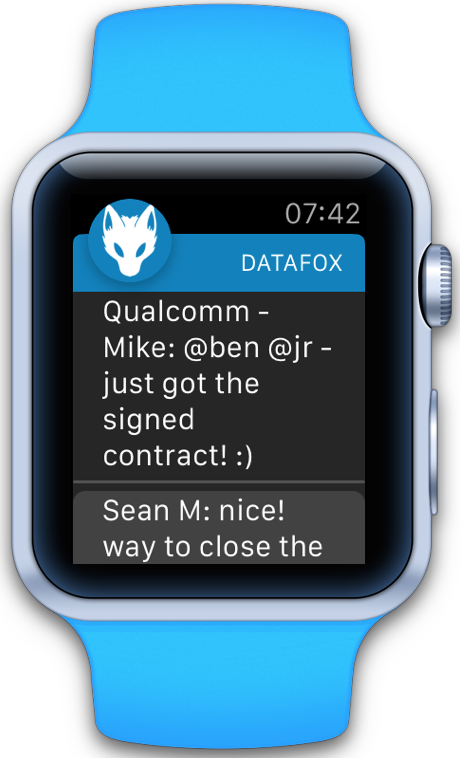 07:42
DATAFOX
Qualcomm -
Mike: @ben @jr -
just got the
signed
contract! :)
Sean M: nice!
way to close the